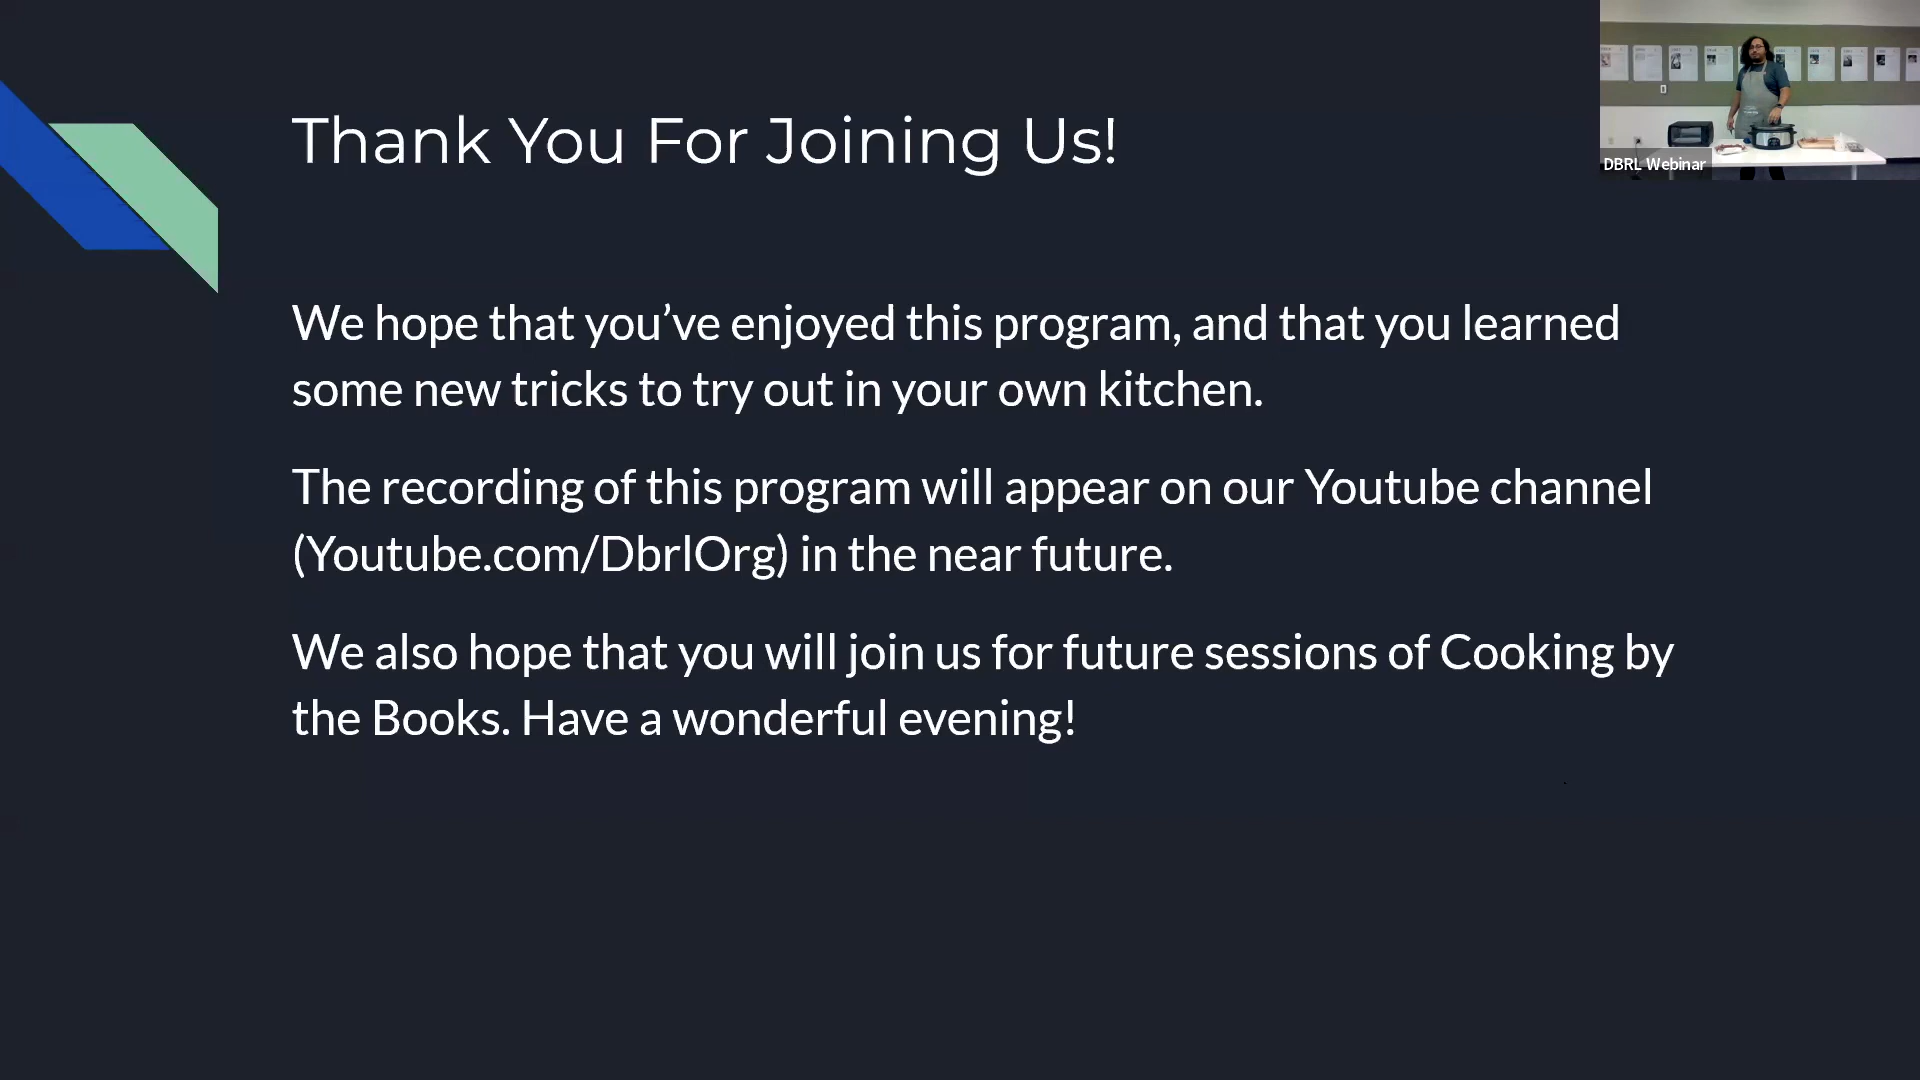 Thank You For Joining Us!
DBRL Webinar
We hope that you’ve enjoyed this program, and that you learned
some new tricks to try out in your own kitchen.
The recording of this program will appear on our Youtube channel
(Youtube.com/DbrlOrg) in the near future.
We also hope that you will join us for future sessions of Cooking by
the Books. Have a wonderful evening!